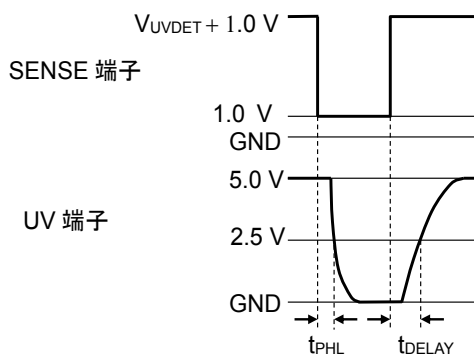 VUVDET + 1.0 V
SENSE 端子
1.0 V
GND
5.0 V
UV 端子
2.5 V
GND
tPHL
tDELAY